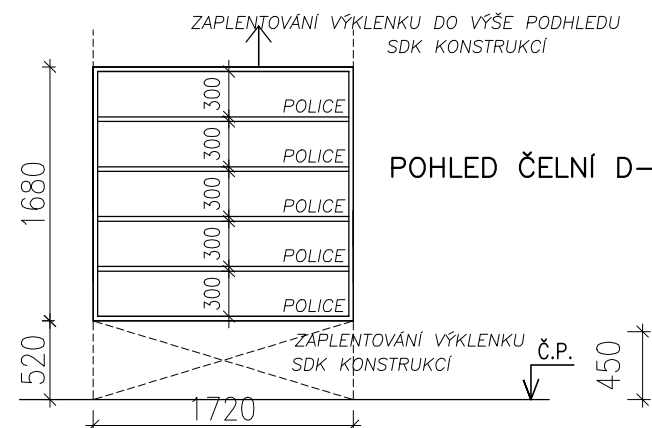 ZAPLENTOVÁNÍ VÝKLENKU DO VÝŠE PODHLEDU
SDK KONSTRUKCÍ
300
POLICE
300
POLICE
300
POLICE
300
POLICE
300
POLICE
1680
POHLED ČELNÍ D–
ZAPLENTOVÁNÍ VÝKLENKU
SDK KONSTRUKCÍ
520
Č.P.
450
1720